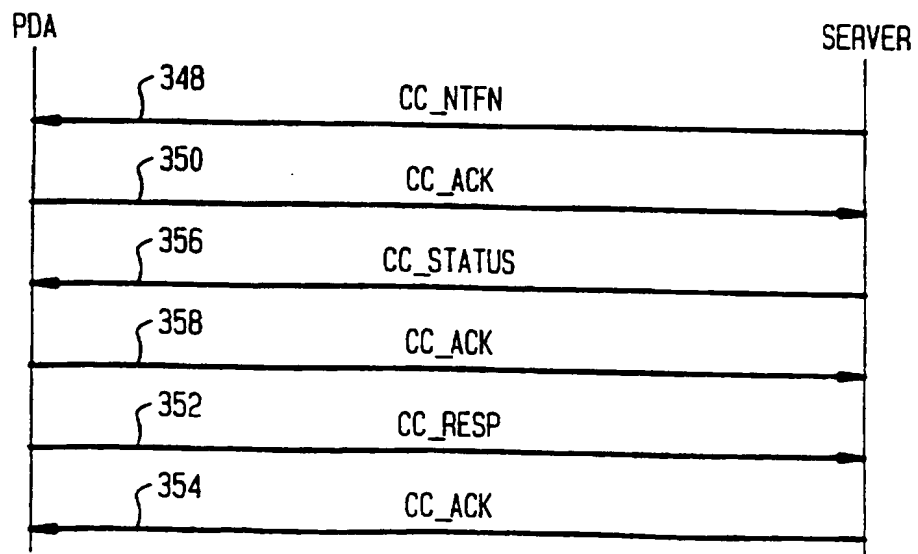 PDA
SERVER
348
CC_NTFN
350
CC_ACK
356
CC_STATUS
358
CC_ACK
352
CC_RESP
354
CC_ACK